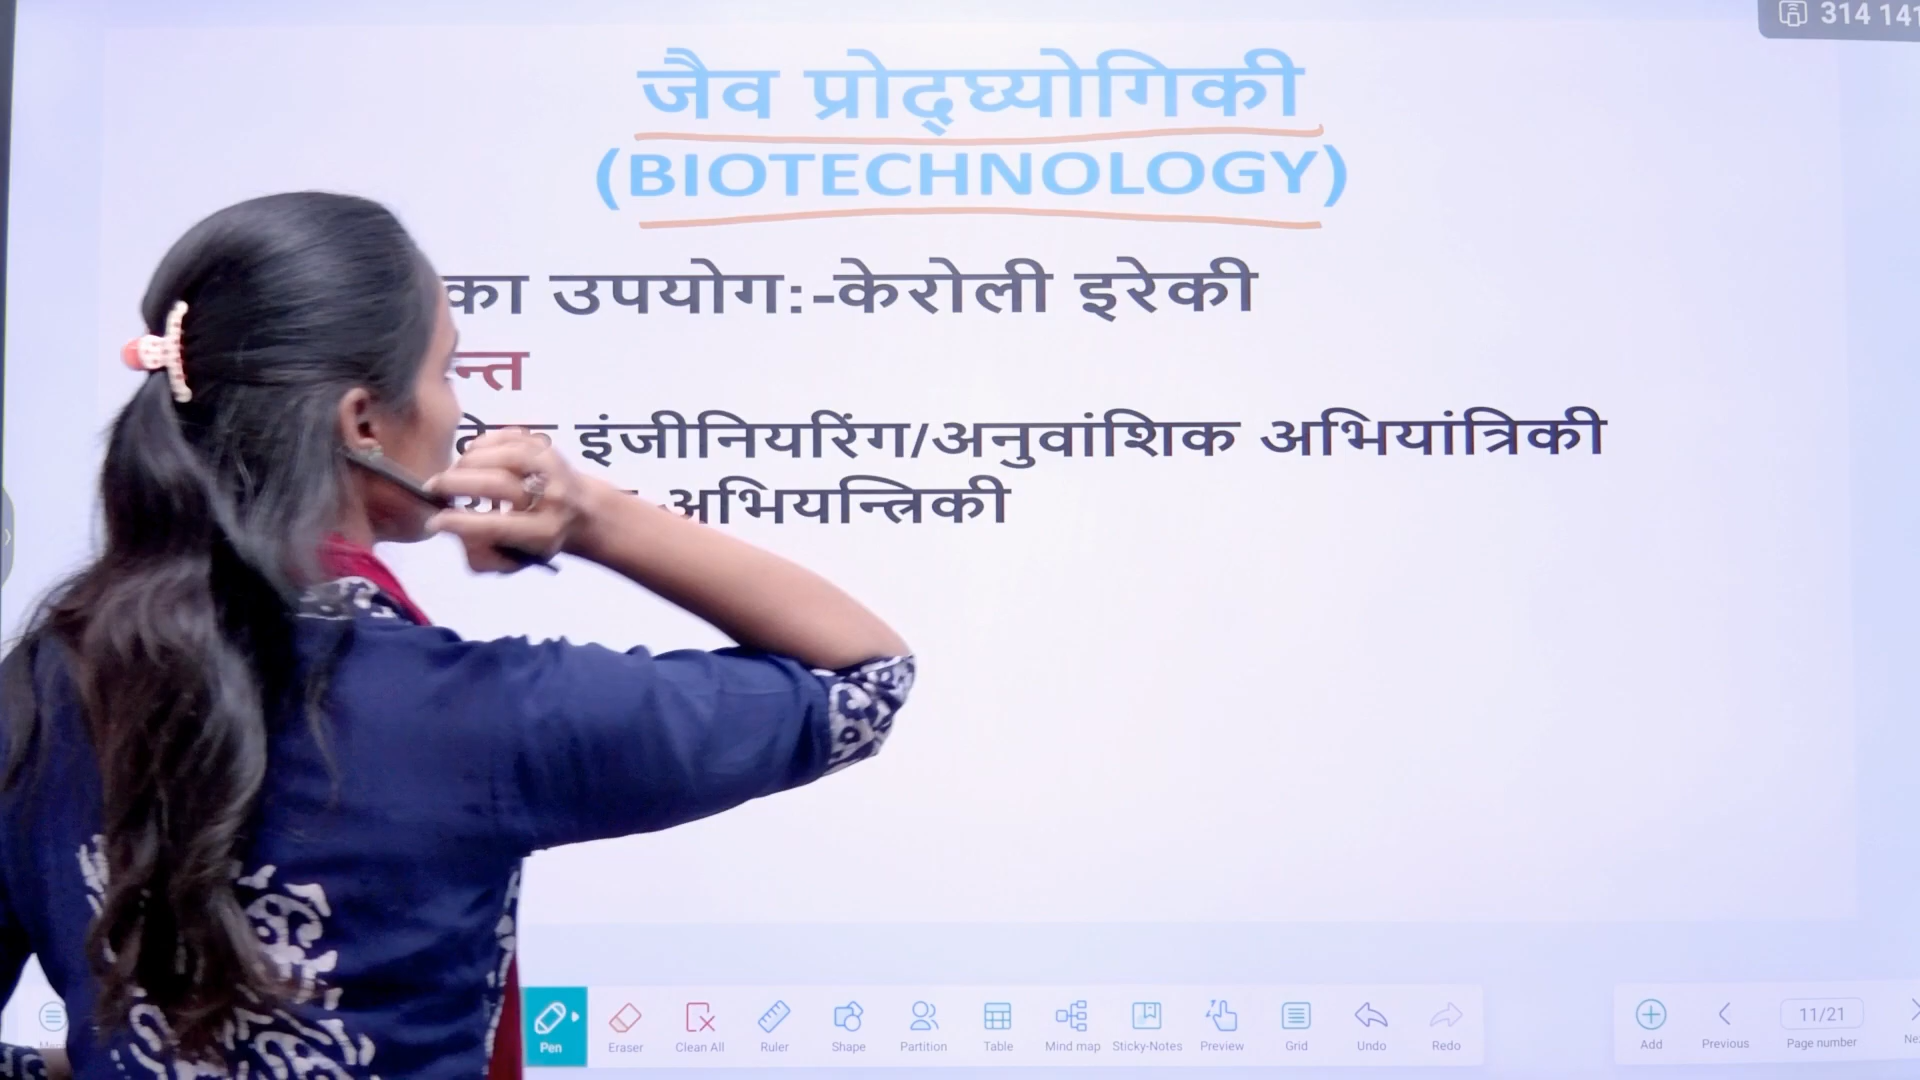 314 141
जैव प्रोद्घ्योगिकी
(BIOTECHNOLOGY)
का उपयोग:-केरोली इरेकी
न्त
इंजीनियरिंग/अनुवांशिक अभियांत्रिकी
अभियन्त्रिकी
Pen Eraser Clean All Ruler Shape Partition Table Mind map Sticky-Notes Preview Grid Undo Redo Add Previous 11/21 Page number